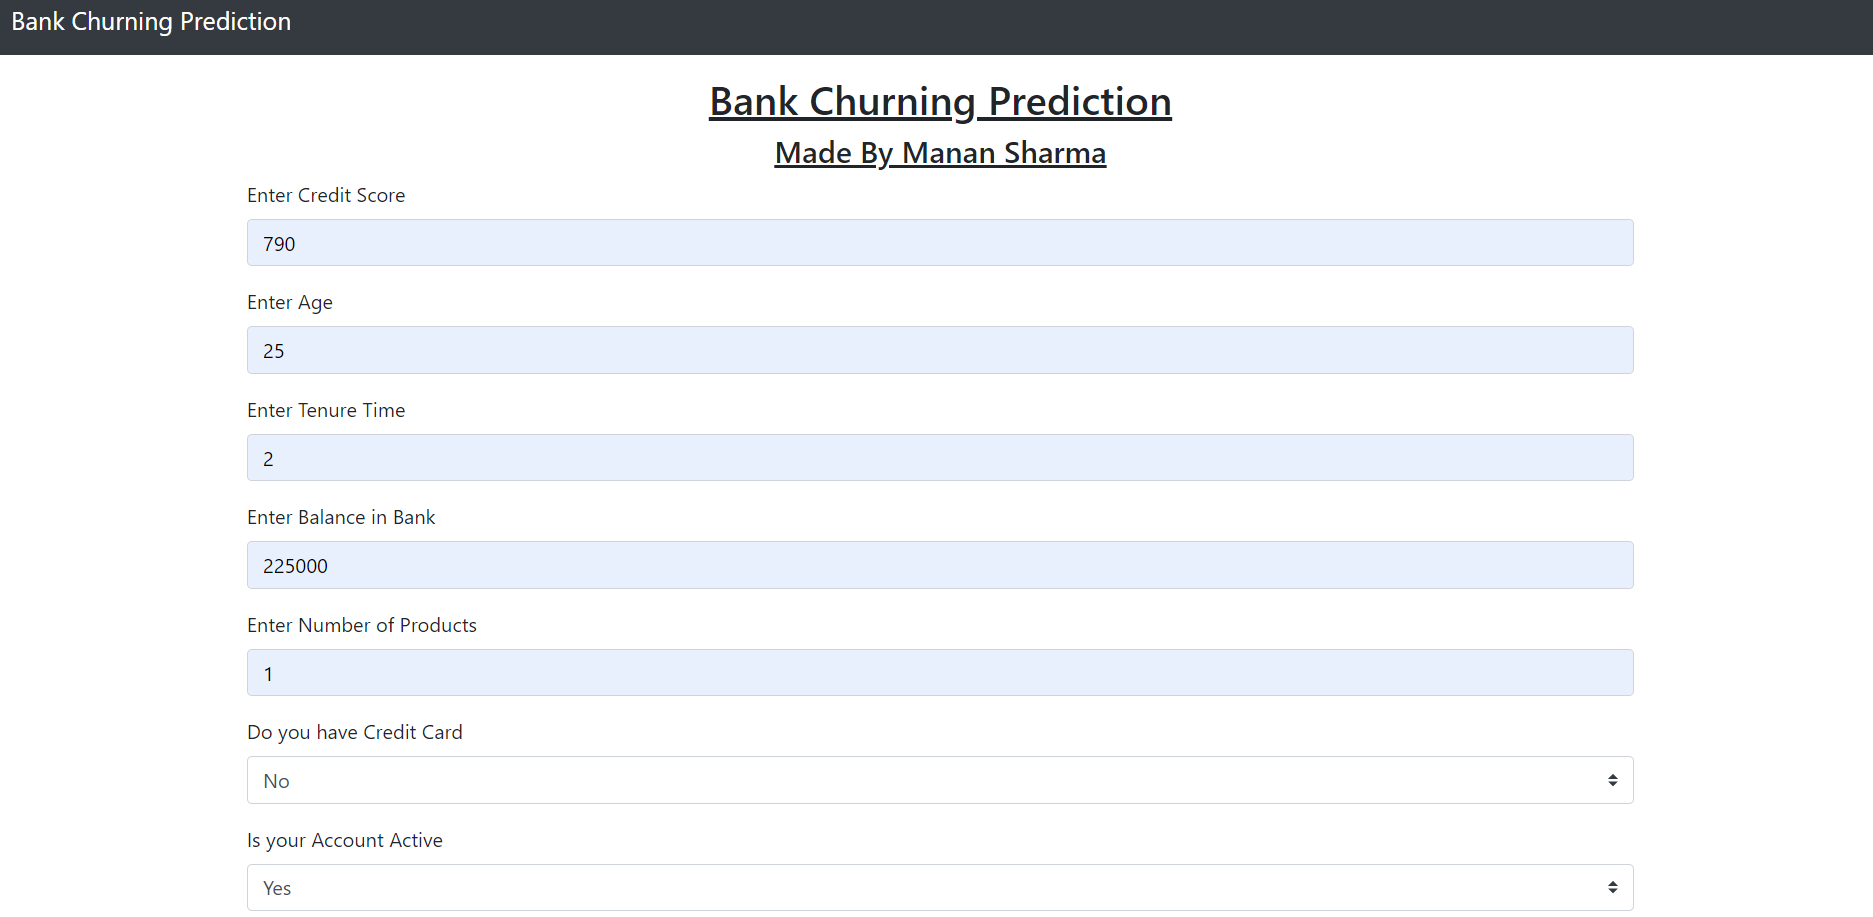 Bank Churning Prediction
Bank Churning Prediction
Made By Manan Sharma
Enter Credit Score
790
Enter Age
25
Enter Tenure Time
2
Enter Balance in Bank
225000
Enter Number of Products
1
Do you have Credit Card
No
Is your Account Active
Yes